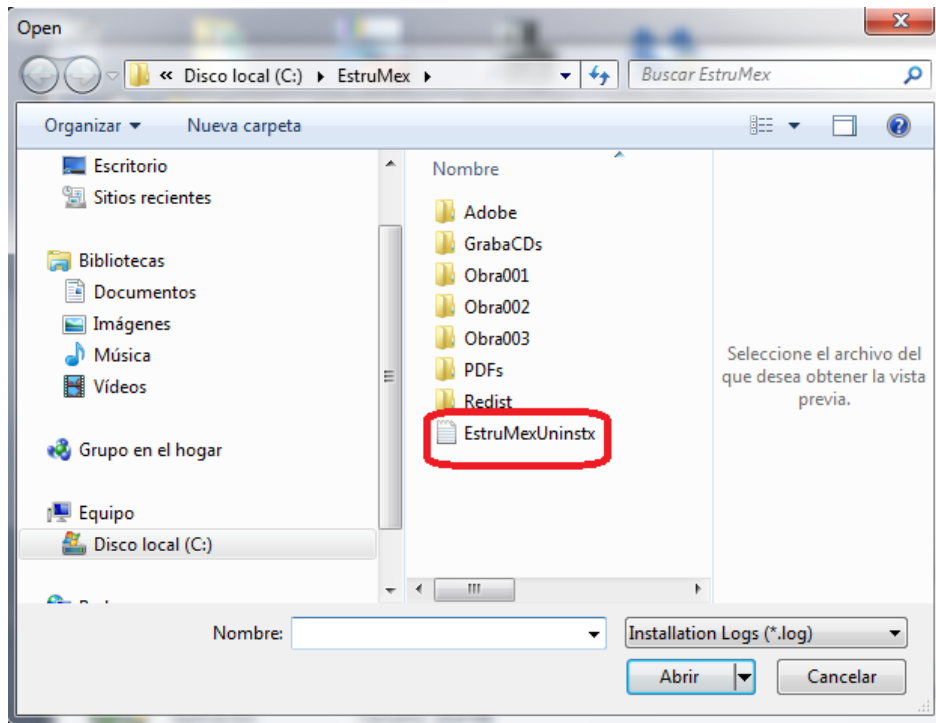 Open
« Disco local (C:) ▸ EstruMex ▸
Buscar EstruMex
Organizar
Nueva carpeta
Escritorio
Sitios recientes
Bibliotecas
Documentos
Imágenes
Música
Vídeos
Grupo en el hogar
Equipo
Disco local (C:)
Nombre
Adobe
GrabaCDs
Obra001
Obra002
Obra003
PDFs
Redist
EstruMexUninstx
Seleccione el archivo del
que desea obtener la vista
previa.
Nombre:
Installation Logs (*.log)
Abrir
Cancelar